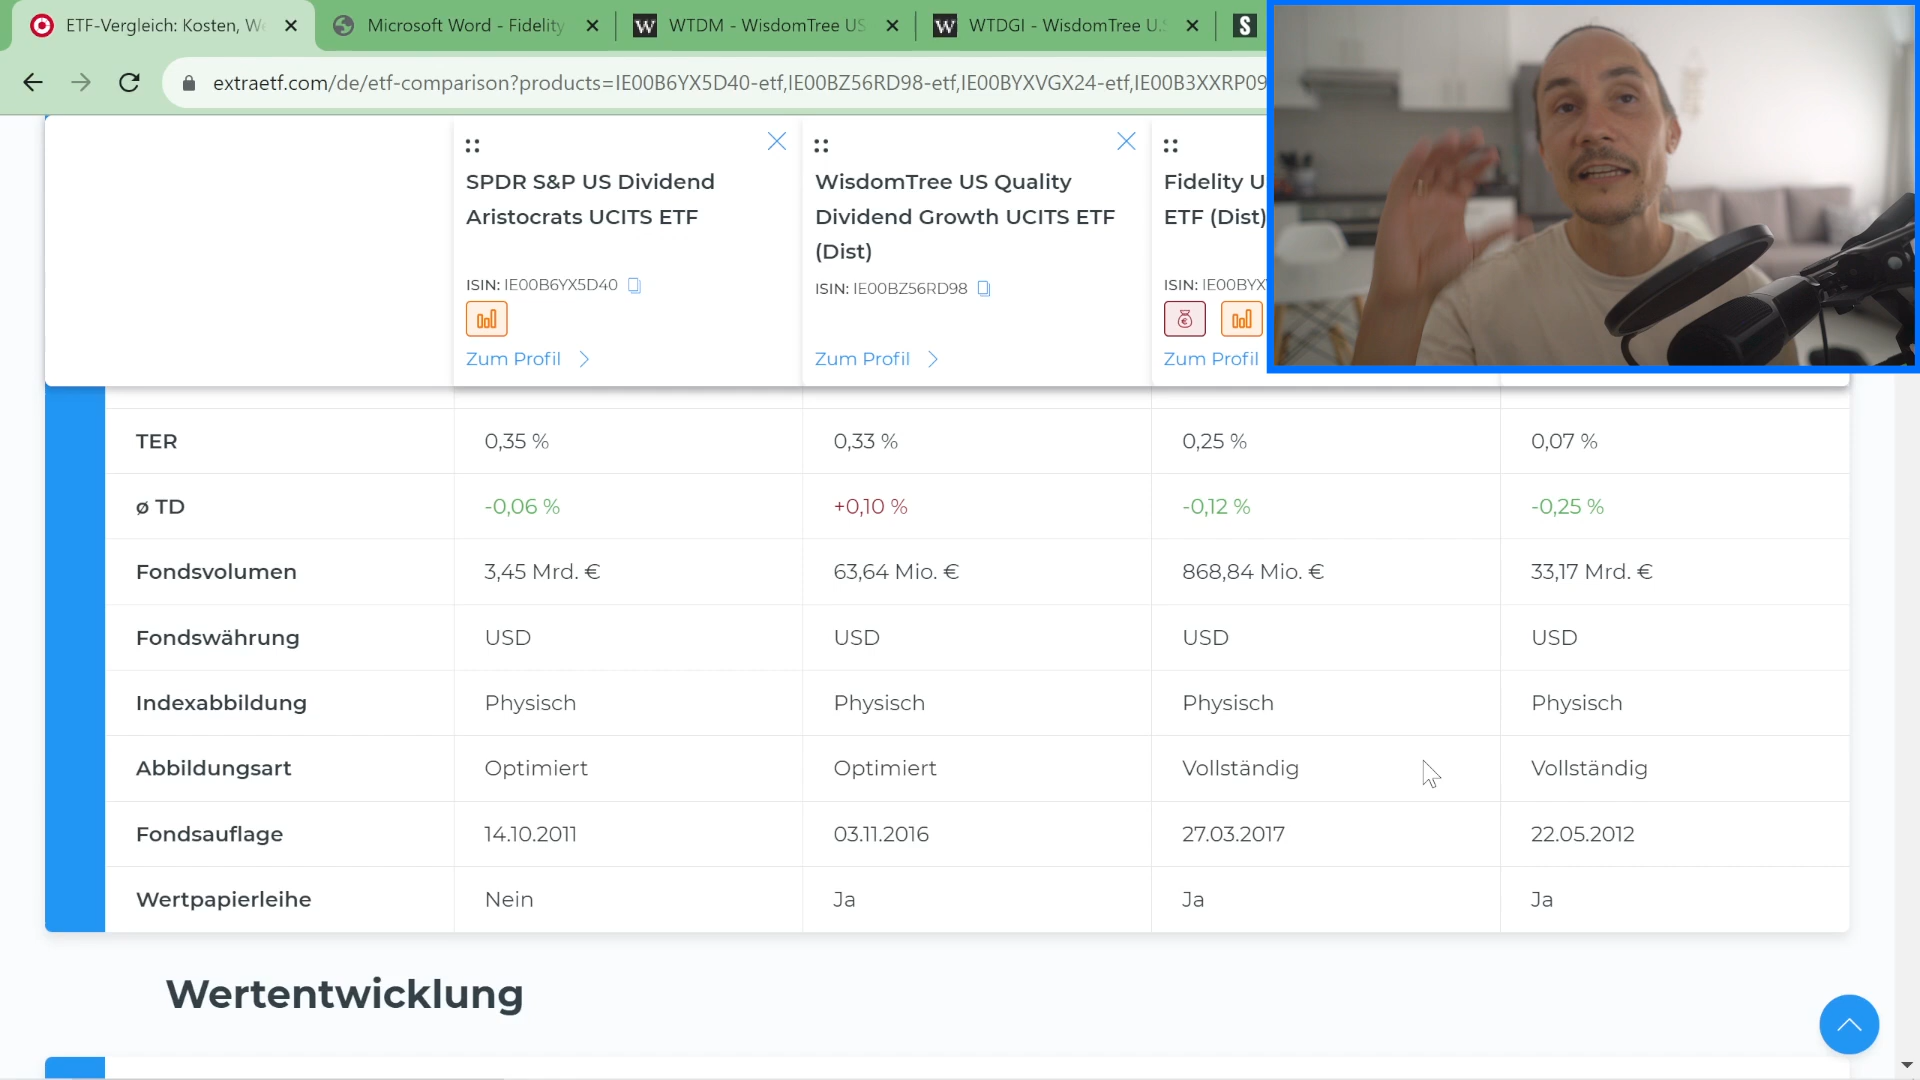 ETF-Vergleich: Kosten, We
Microsoft Word - Fidelity
W WTDM - WisdomTree US
W WTDGI - WisdomTree U.S
S
extraetf.com/de/etf-comparison?products=IE00B6YX5D40-etf,IE00BZ56RD98-etf,IE00BYXVGX24-etf,IE00B3XXRP09
SPDR S&P US Dividend
Aristocrats UCITS ETF
ISIN: IE00B6YX5D40
Zum Profil
WisdomTree US Quality
Dividend Growth UCITS ETF
(Dist)
ISIN: IE00BZ56RD98
Zum Profil
Fidelity U
ETF (Dist)
ISIN: IE00BYX
Zum Profil
TER 0,35 % 0,33 % 0,25 % 0,07 %
ø TD -0,06 % +0,10 % -0,12 % -0,25 %
Fondsvolumen 3,45 Mrd. € 63,64 Mio. € 868,84 Mio. € 33,17 Mrd. €
Fondswährung USD USD USD USD
Indexabbildung Physisch Physisch Physisch Physisch
Abbildungsart Optimiert Optimiert Vollständig Vollständig
Fondsauflage 14.10.2011 03.11.2016 27.03.2017 22.05.2012
Wertpapierleihe Nein Ja Ja Ja
Wertentwicklung